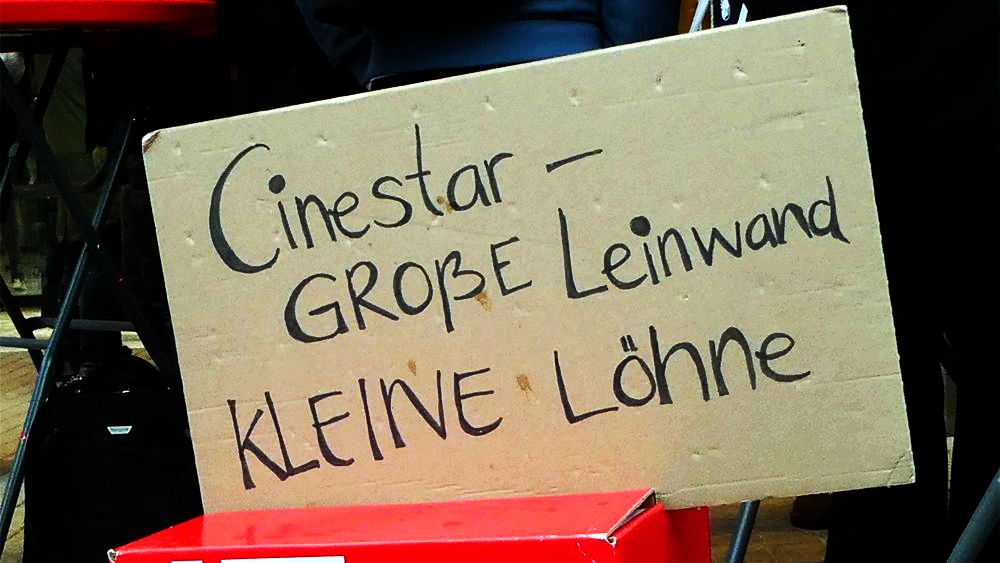 Cinestar –
GROßE Leinwand
KLEINE Löhne